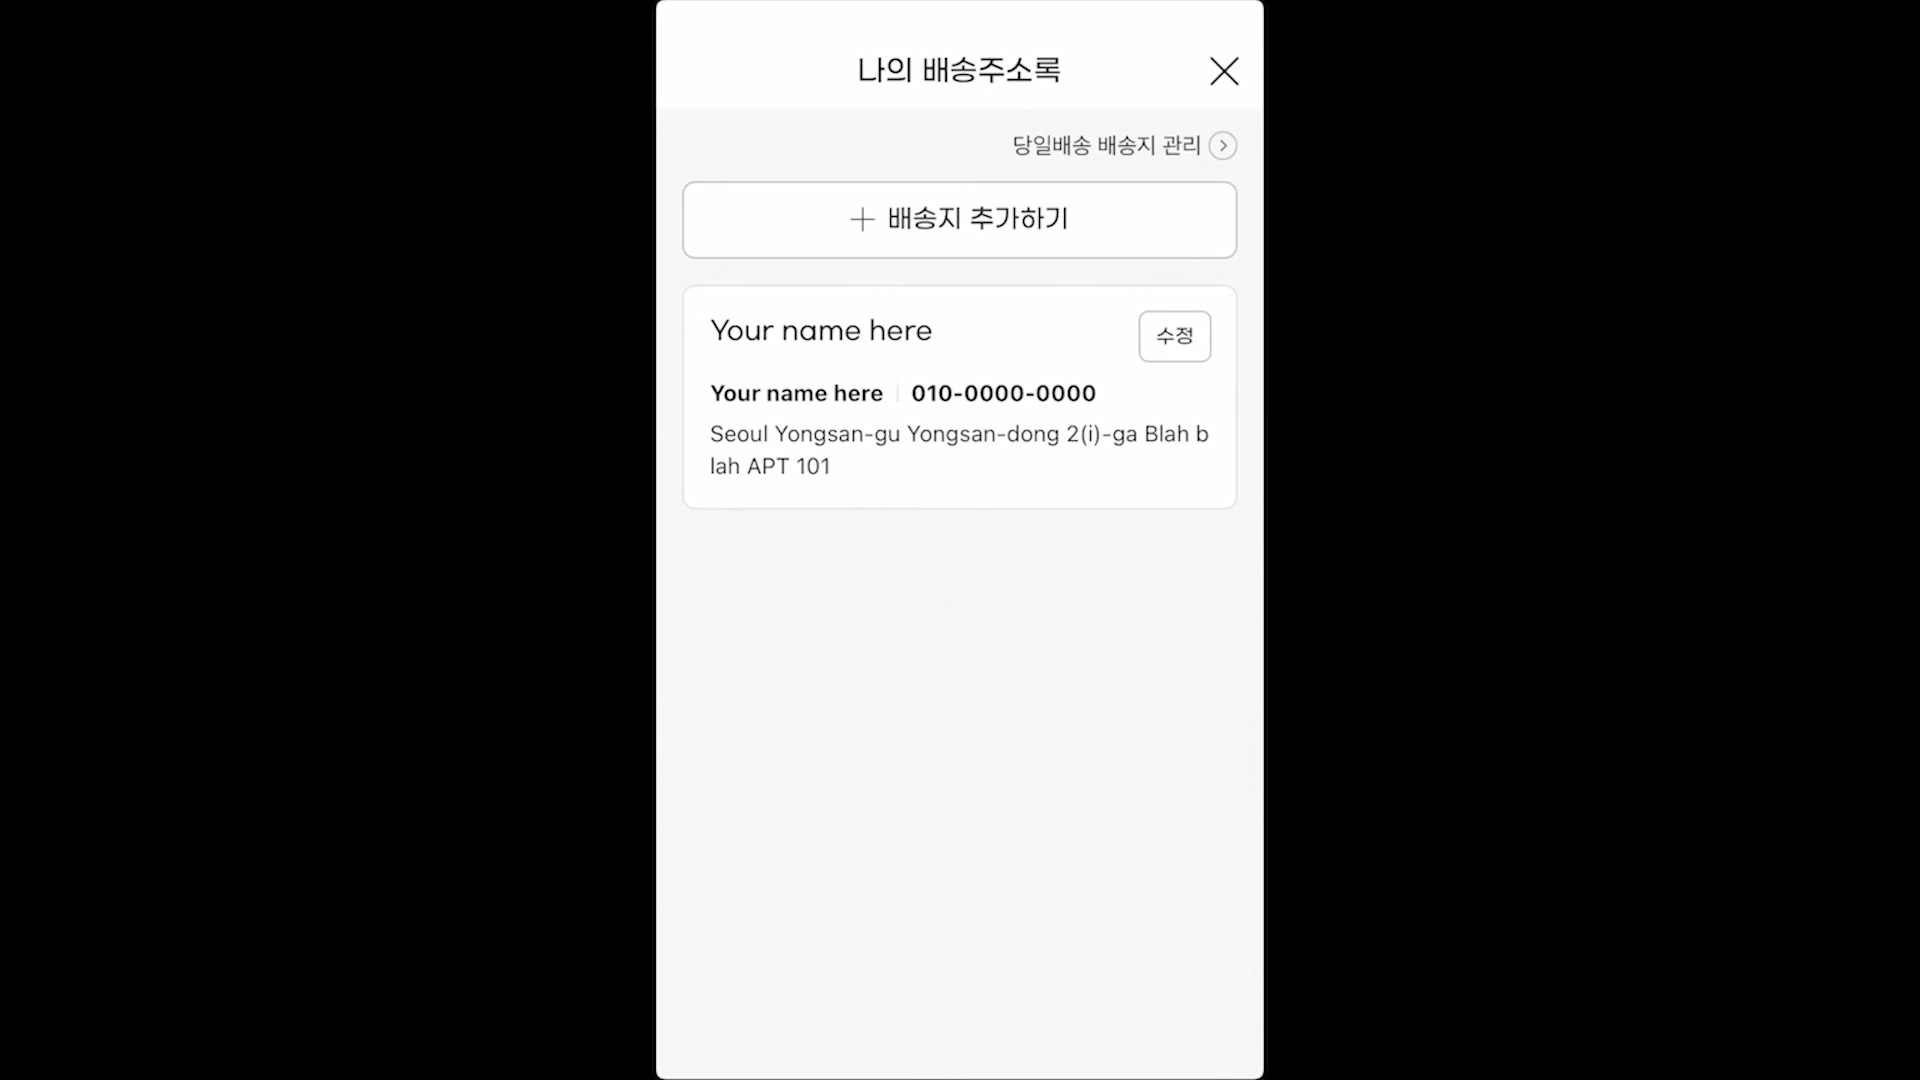 나의 배송주소록
당일배송 배송지 관리
배송지 추가하기
Your name here
수정
Your name here 010-0000-0000
Seoul Yongsan-gu Yongsan-dong 2(i)-ga Blah b
lah APT 101